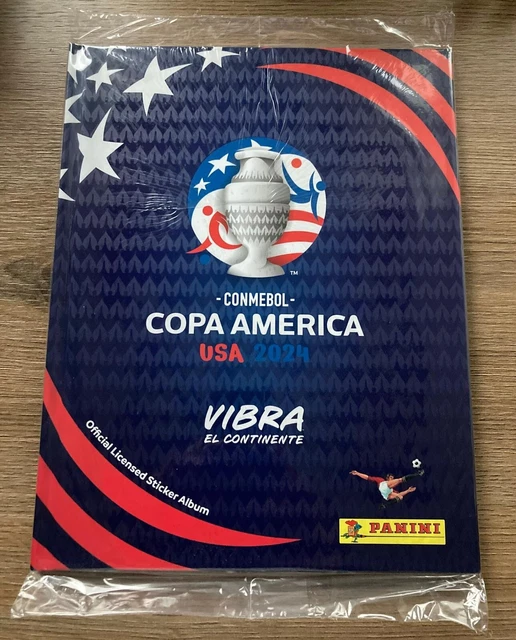 TM
- CONMEBOL -
COPA AMERICA
USA 2024
VIBRA
EL CONTINENTE
Official Licensed Sticker Album
PANINI